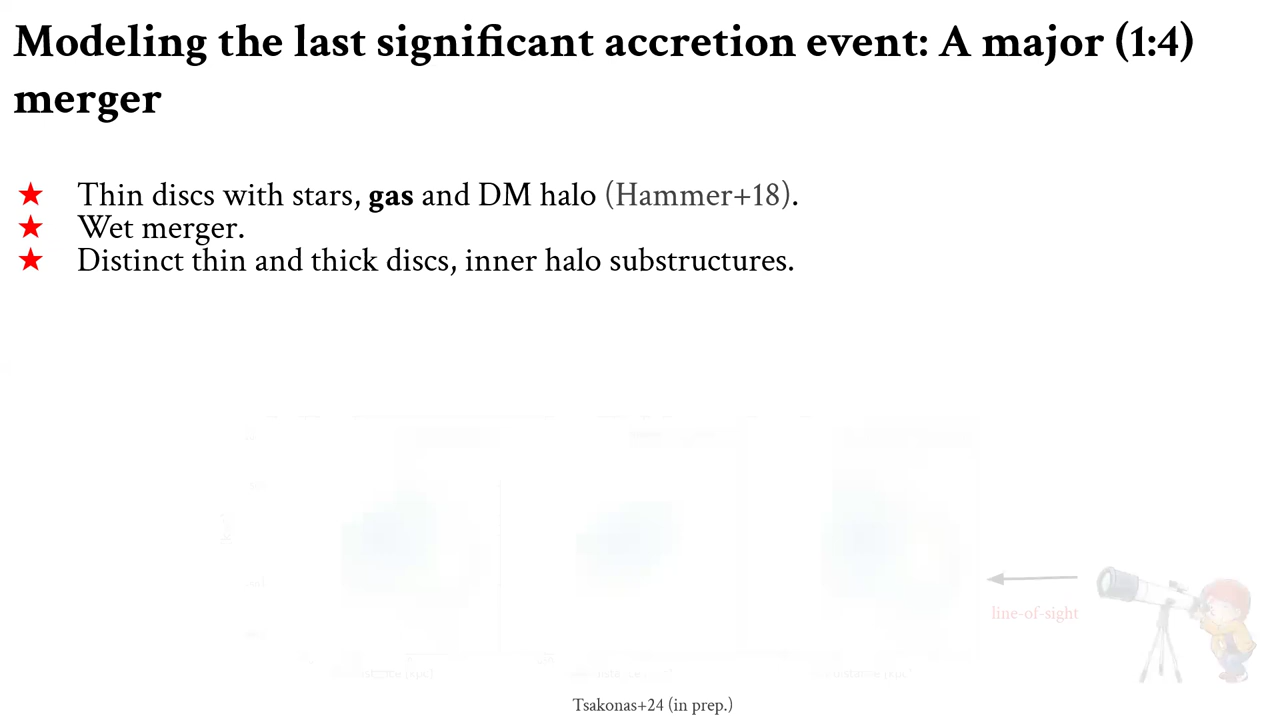 Modeling the last significant accretion event: A major (1:4)
merger
★ Thin discs with stars, gas and DM halo (Hammer+18).
★ Wet merger.
★ Distinct thin and thick discs, inner halo substructures.
line-of-sight
Tsakonas+24 (in prep.)